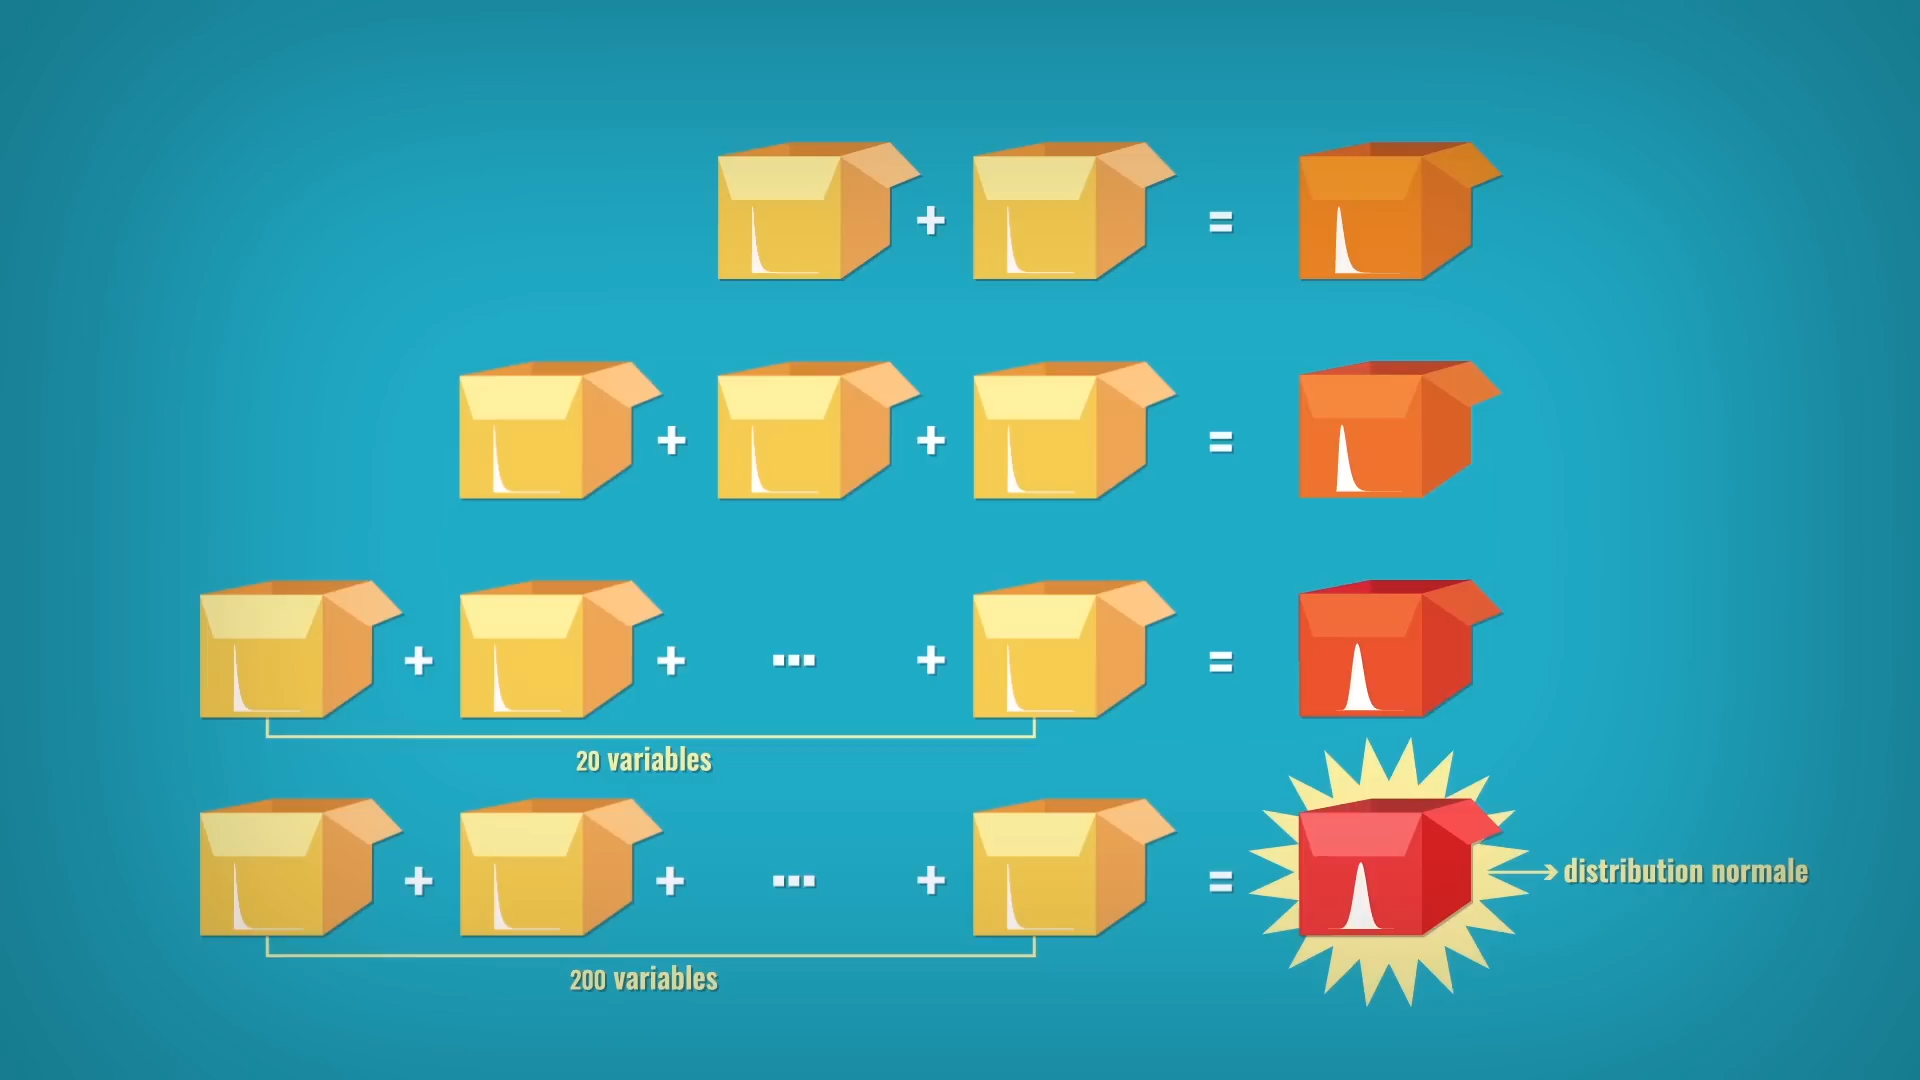 + =
+ + =
+ + ... + =
20 variables
+ + ... + =
distribution normale
200 variables